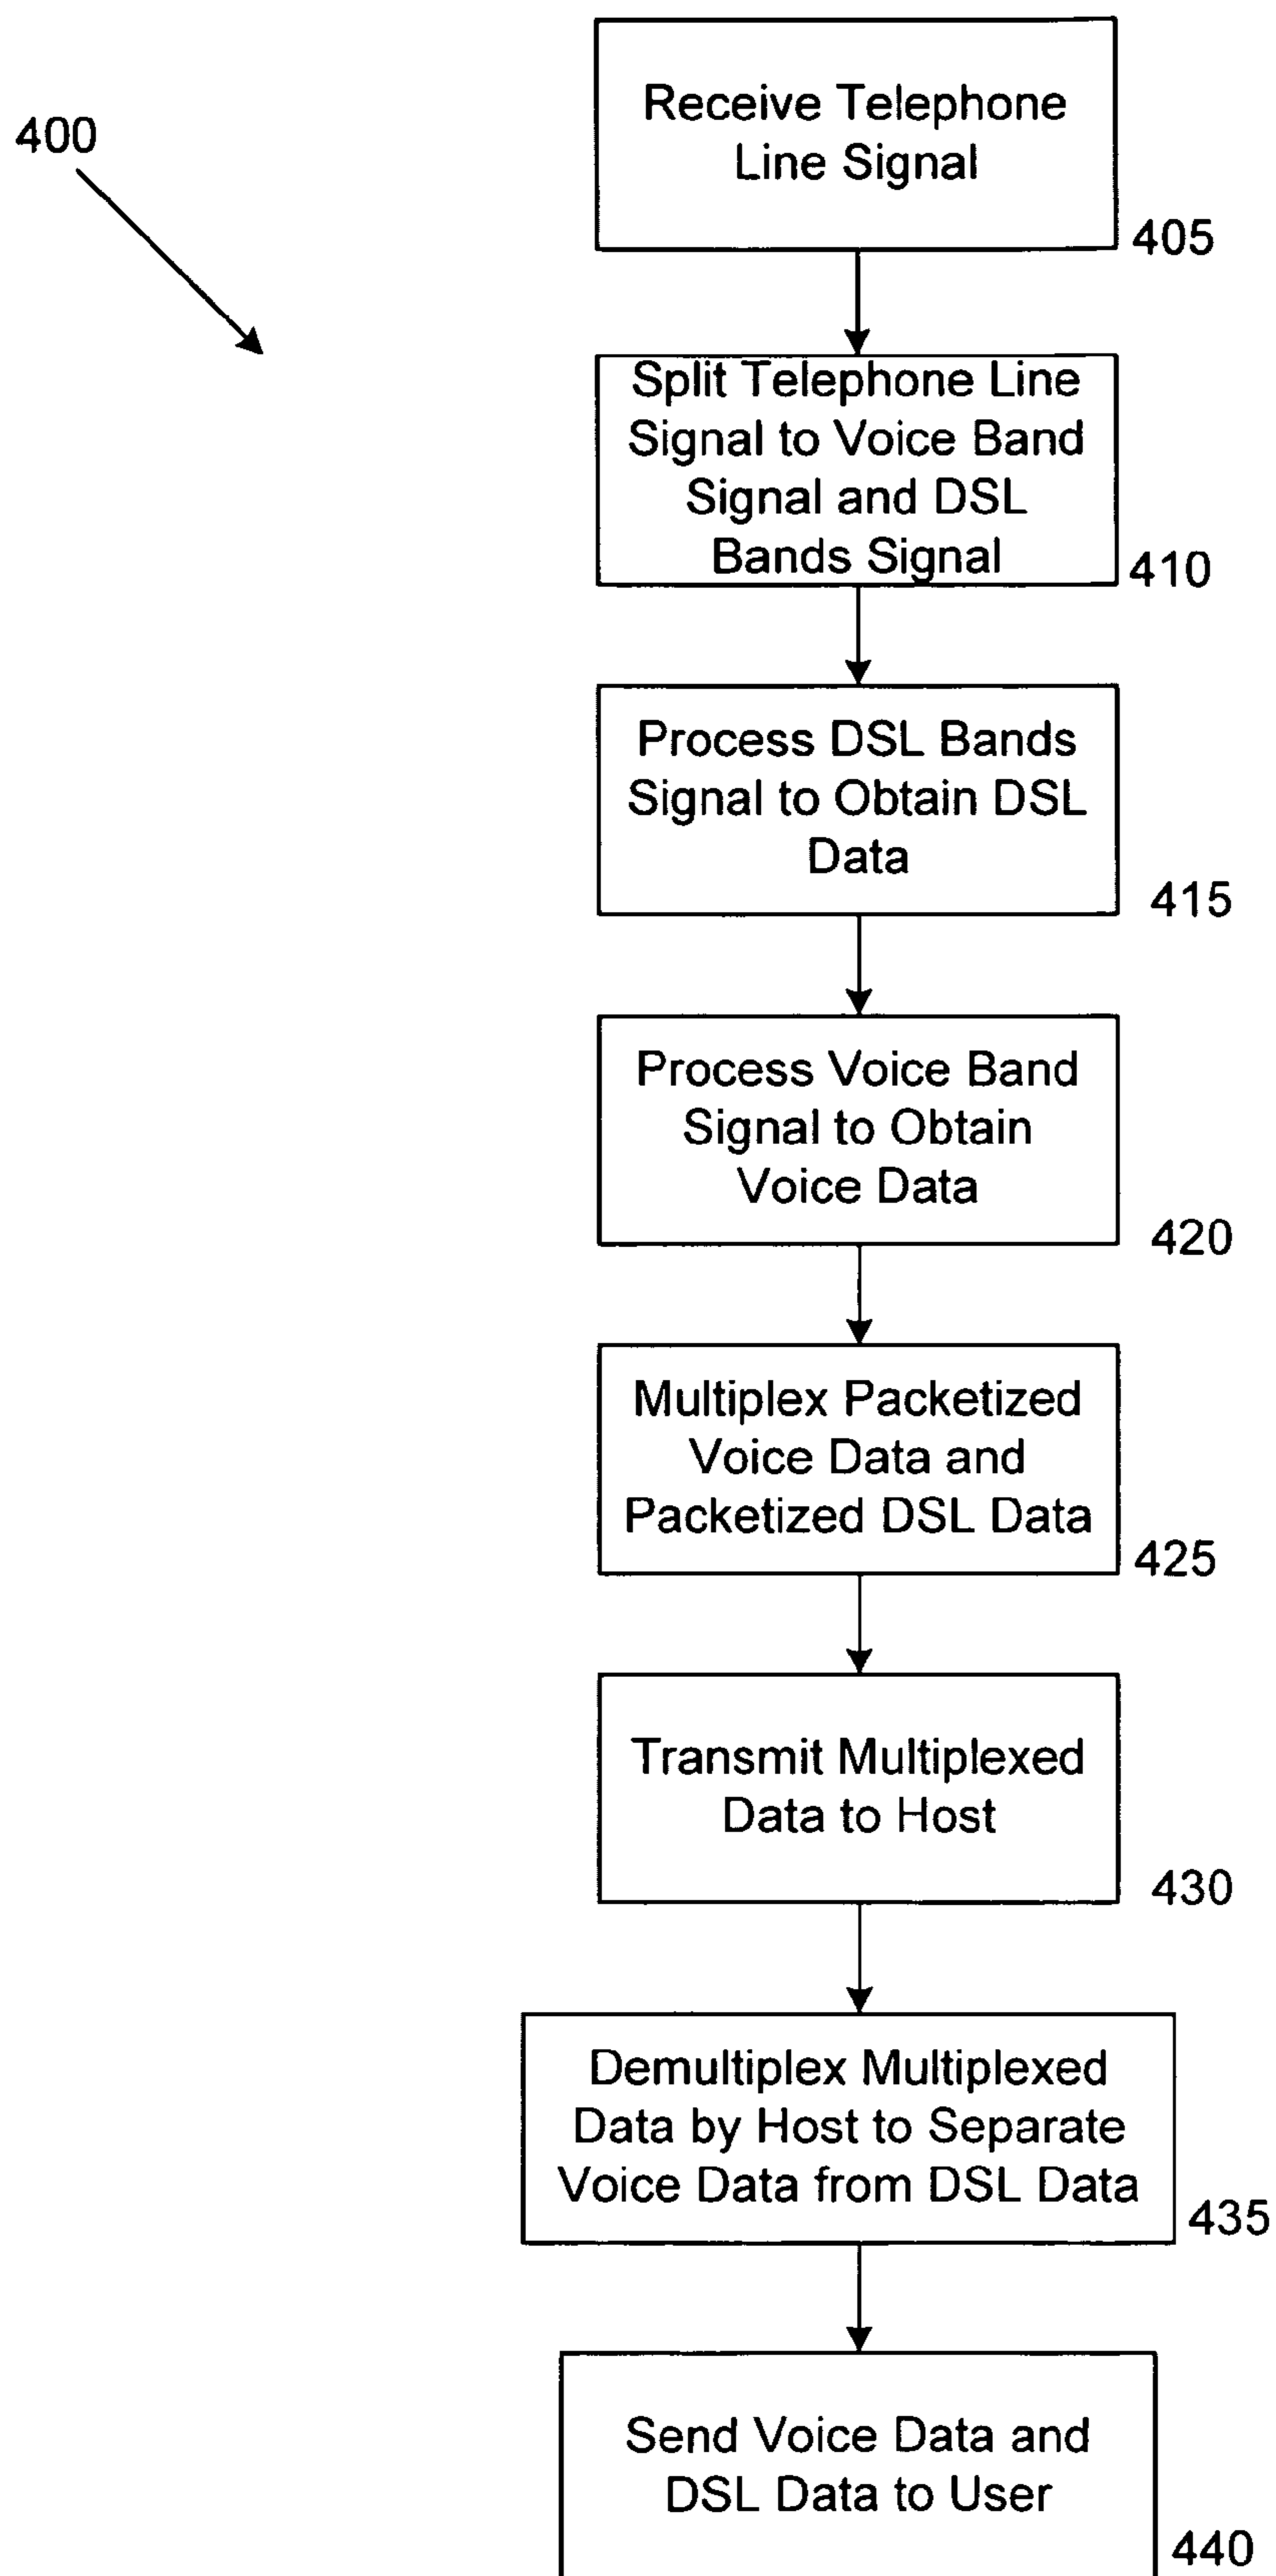 400
Receive Telephone
Line Signal
405
Split Telephone Line
Signal to Voice Band
Signal and DSL
Bands Signal
410
Process DSL Bands
Signal to Obtain DSL
Data
415
Process Voice Band
Signal to Obtain
Voice Data
420
Multiplex Packetized
Voice Data and
Packetized DSL Data
425
Transmit Multiplexed
Data to Host
430
Demultiplex Multiplexed
Data by Host to Separate
Voice Data from DSL Data
435
Send Voice Data and
DSL Data to User
440